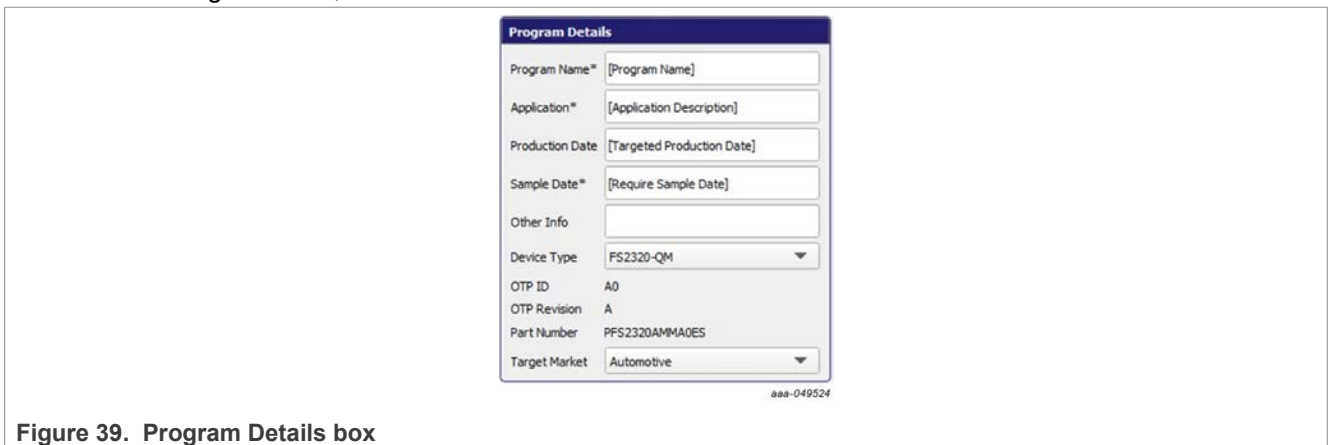 Program Details
Program Name* [Program Name]
Application* [Application Description]
Production Date [Targeted Production Date]
Sample Date* [Require Sample Date]
Other Info
Device Type FS2320-QM
OTP ID A0
OTP Revision A
Part Number PFS2320AMMA0ES
Target Market Automotive
aaa-049524
Figure 39. Program Details box